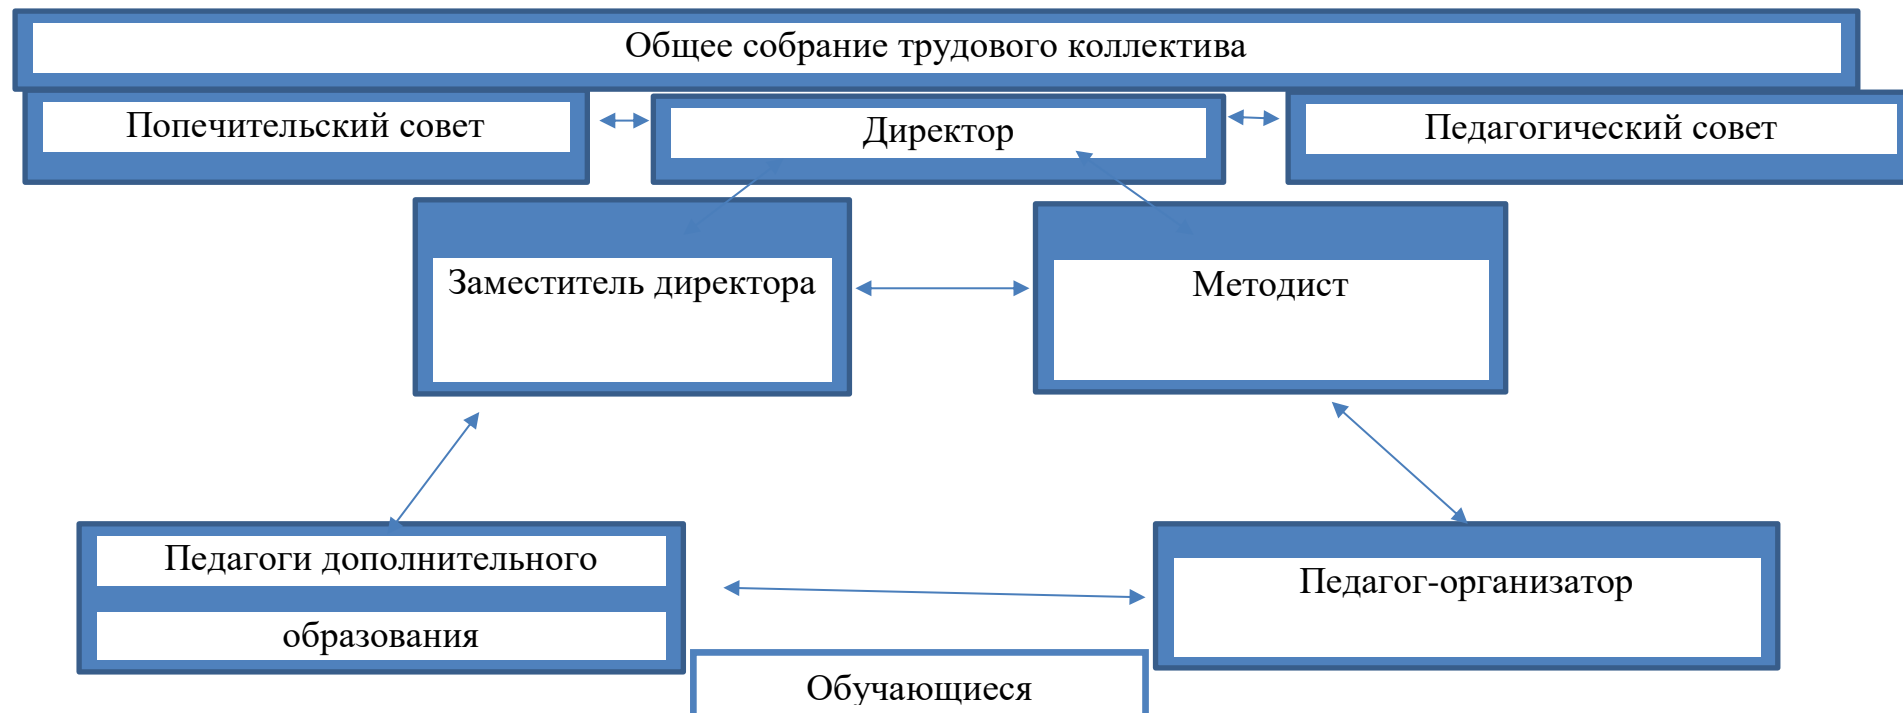 Общее собрание трудового коллектива
Попечительский совет
Директор
Педагогический совет
Заместитель директора
Методист
Педагоги дополнительного
образования
Педагог-организатор
Обучающиеся